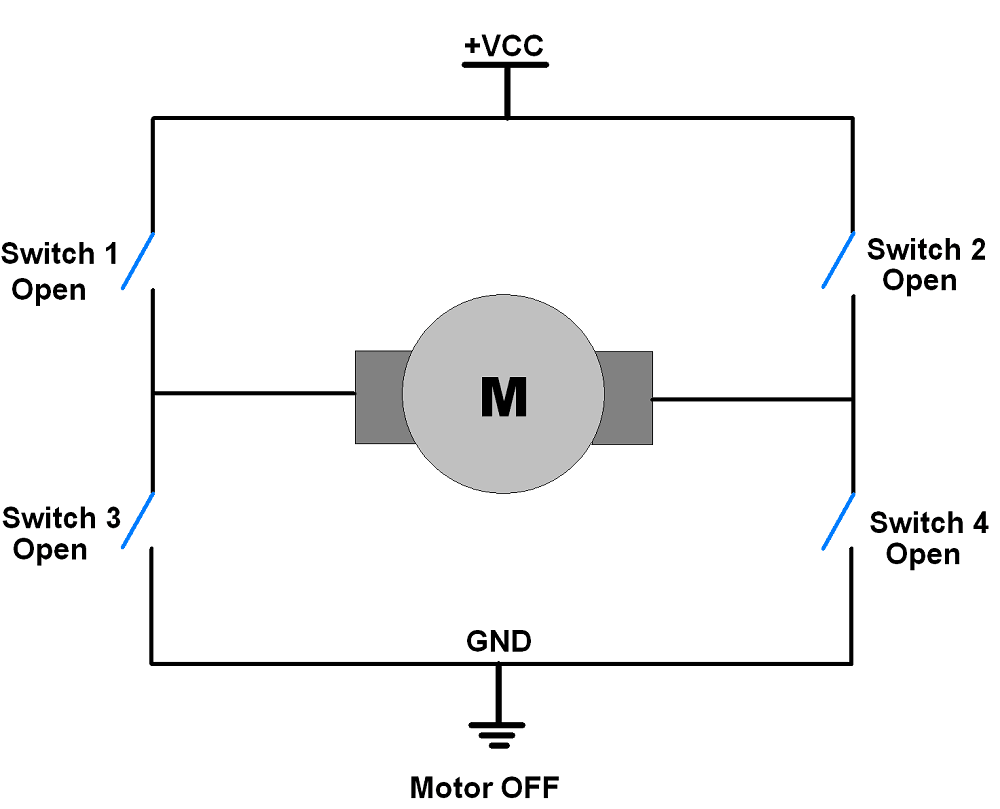 +VCC
Switch 1
Open
Switch 2
Open
M
Switch 3
Open
Switch 4
Open
GND
Motor OFF